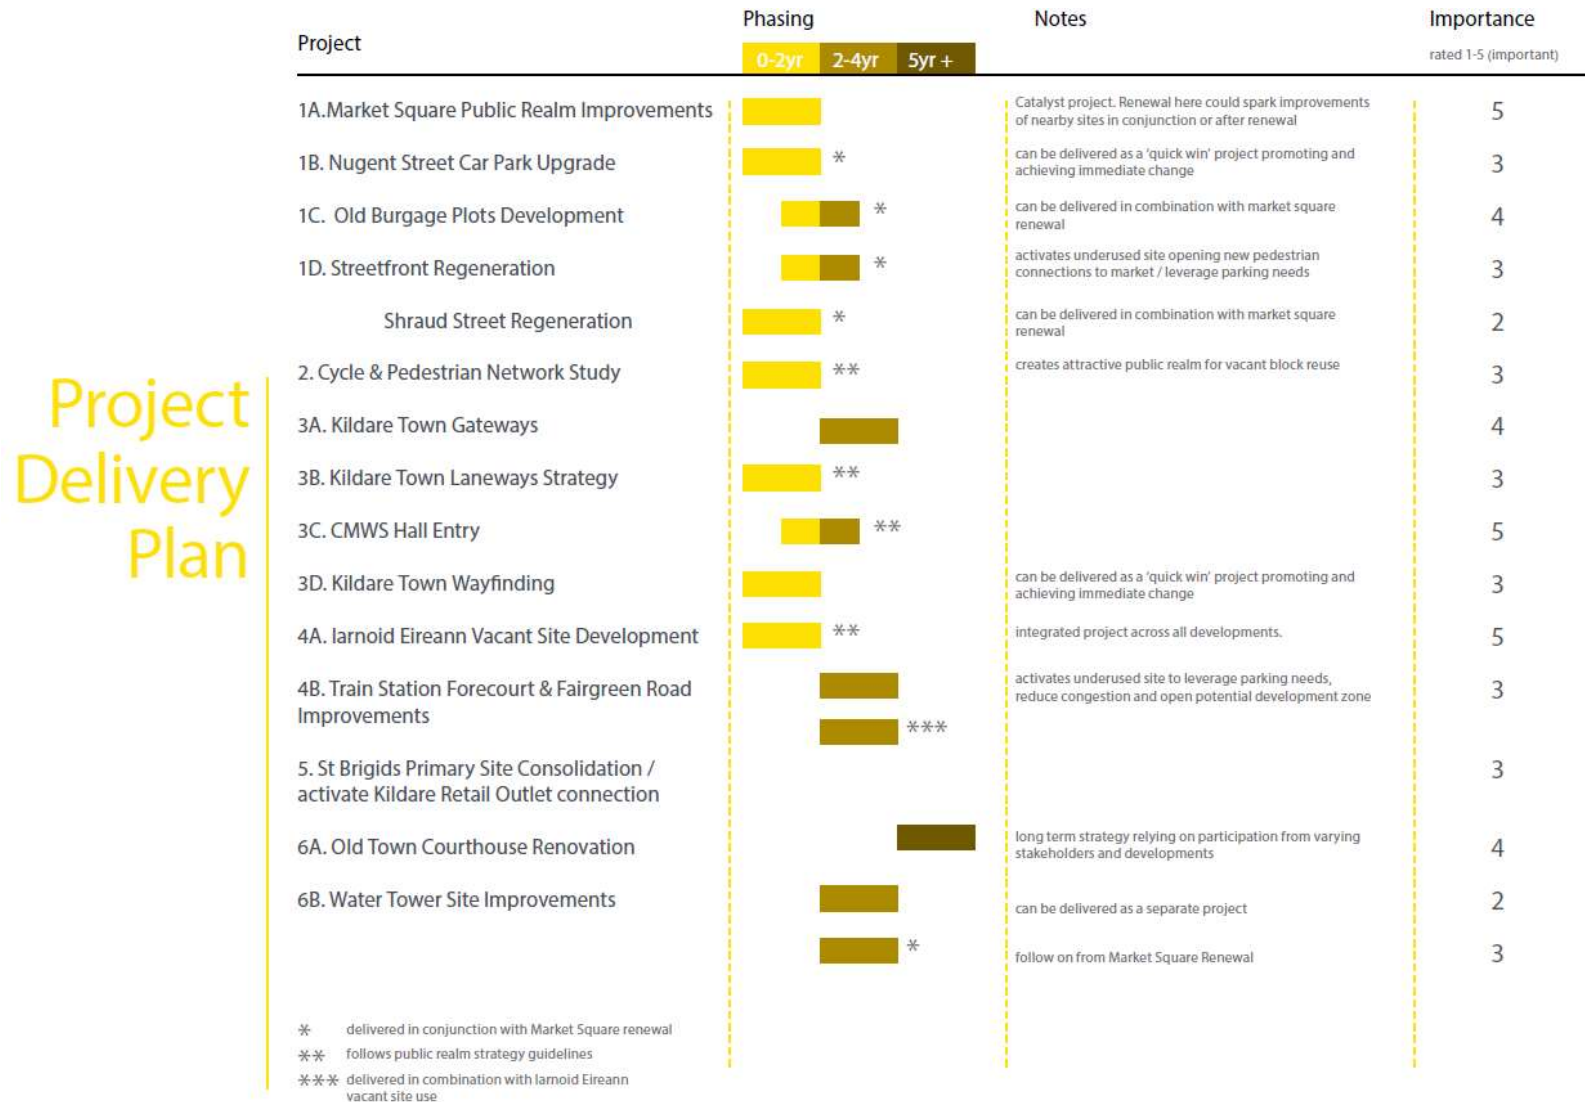 Project
Delivery
Plan
Project
Phasing
0-2yr 2-4yr 5yr +
Notes
Importance
rated 1-5 (important)
1A.Market Square Public Realm Improvements
Catalyst project. Renewal here could spark improvements
of nearby sites in conjunction or after renewal
5
1B. Nugent Street Car Park Upgrade
*
can be delivered as a 'quick win' project promoting and
achieving immediate change
3
1C. Old Burgage Plots Development
*
can be delivered in combination with market square
renewal
4
1D. Streetfront Regeneration
*
activates underused site opening new pedestrian
connections to market / leverage parking needs
3
Shraud Street Regeneration
*
can be delivered in combination with market square
renewal
2
2. Cycle & Pedestrian Network Study
**
creates attractive public realm for vacant block reuse
3
3A. Kildare Town Gateways
4
3B. Kildare Town Laneways Strategy
**
3
3C. CMWS Hall Entry
**
5
3D. Kildare Town Wayfinding
can be delivered as a 'quick win' project promoting and
achieving immediate change
3
4A. Iarnoid Eireann Vacant Site Development
**
integrated project across all developments.
5
4B. Train Station Forecourt & Fairgreen Road
Improvements
***
activates underused site to leverage parking needs,
reduce congestion and open potential development zone
3
5. St Brigids Primary Site Consolidation /
activate Kildare Retail Outlet connection
3
6A. Old Town Courthouse Renovation
long term strategy relying on participation from varying
stakeholders and developments
4
6B. Water Tower Site Improvements
can be delivered as a separate project
2
*
follow on from Market Square Renewal
3
* delivered in conjunction with Market Square renewal
** follows public realm strategy guidelines
*** delivered in combination with Iarnoid Eireann
vacant site use